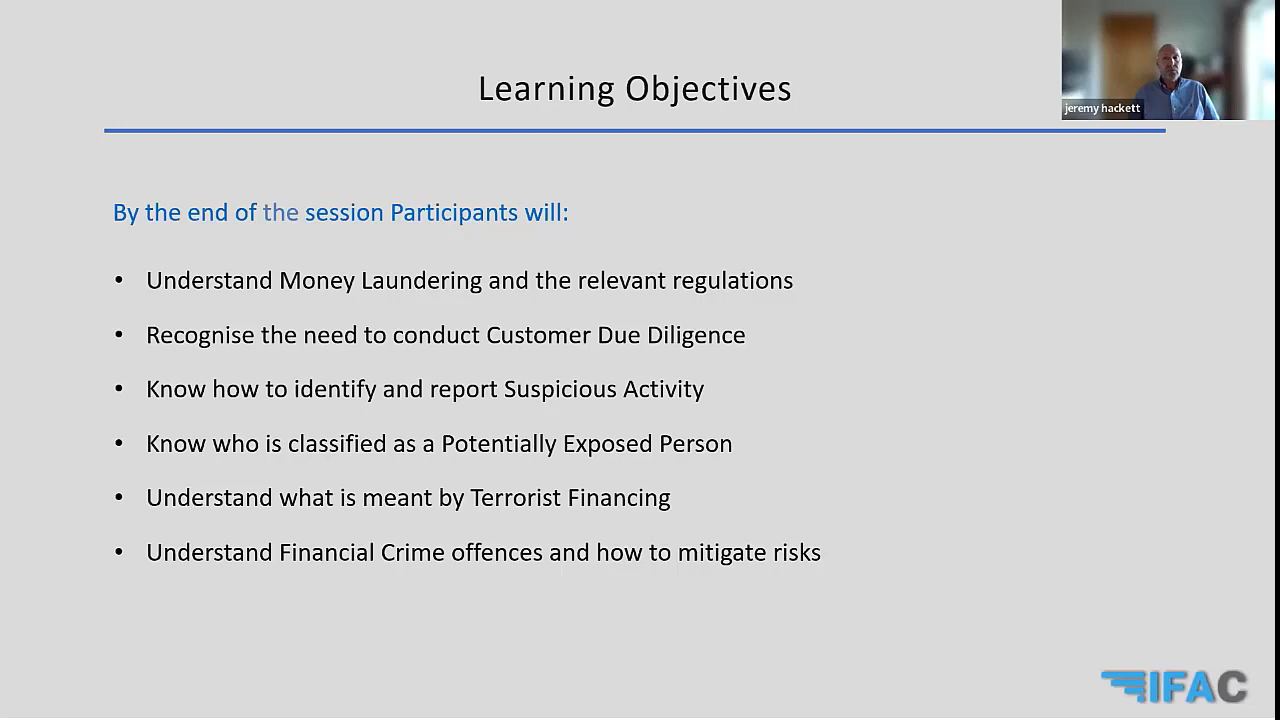 Learning Objectives
jeremy hackett
By the end of the session Participants will:
• Understand Money Laundering and the relevant regulations
• Recognise the need to conduct Customer Due Diligence
• Know how to identify and report Suspicious Activity
• Know who is classified as a Potentially Exposed Person
• Understand what is meant by Terrorist Financing
• Understand Financial Crime offences and how to mitigate risks
IFAC